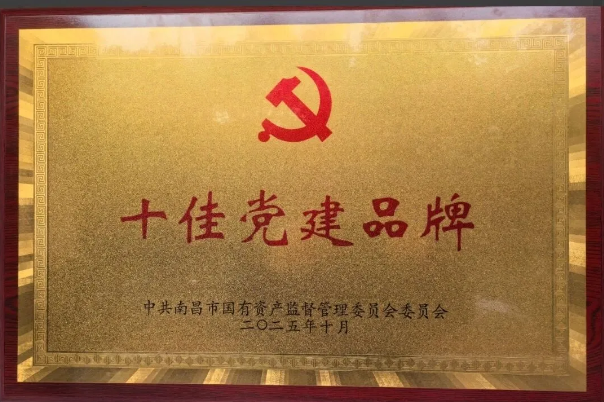 十佳党建品牌
中共南昌市国有资产监督管理委员会委员会
二〇二五年十月